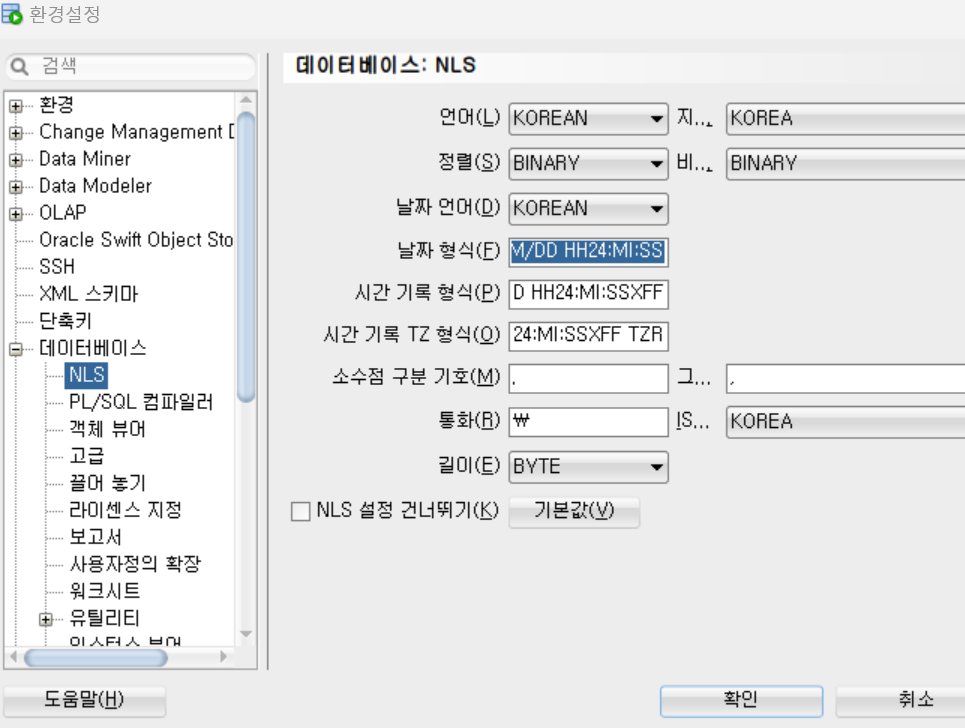 환경설정
검색
환경
Change Management D
Data Miner
Data Modeler
OLAP
Oracle Swift Object Sto
SSH
XML 스키마
단축키
데이터베이스
NLS
PL/SQL 컴파일러
객체 뷰어
고급
끌어 놓기
라이센스 지정
보고서
사용자정의 확장
워크시트
유틸리티
인스턴스 뷰어
도움말(H)
데이터베이스: NLS
언어(L) KOREAN 지... KOREA
정렬(S) BINARY 비... BINARY
날짜 언어(D) KOREAN
날짜 형식(F) M/DD HH24:MI:SS
시간 기록 형식(P) D HH24:MI:SSXFF
시간 기록 TZ 형식(O) 24:MI:SSXFF TZR
소수점 구분 기호(M) . 그... ,
통화(R) ₩ IS... KOREA
길이(E) BYTE
NLS 설정 건너뛰기(K) 기본값(V)
확인 취소